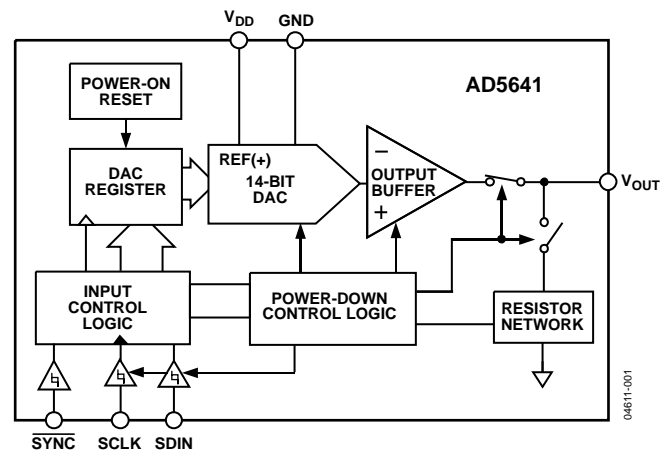 VDD GND
AD5641
POWER-ON
RESET
DAC
REGISTER
REF(+)
14-BIT
DAC
−
OUTPUT
BUFFER
+
VOUT
INPUT
CONTROL
LOGIC
POWER-DOWN
CONTROL LOGIC
RESISTOR
NETWORK
SYNC SCLK SDIN
04611-001